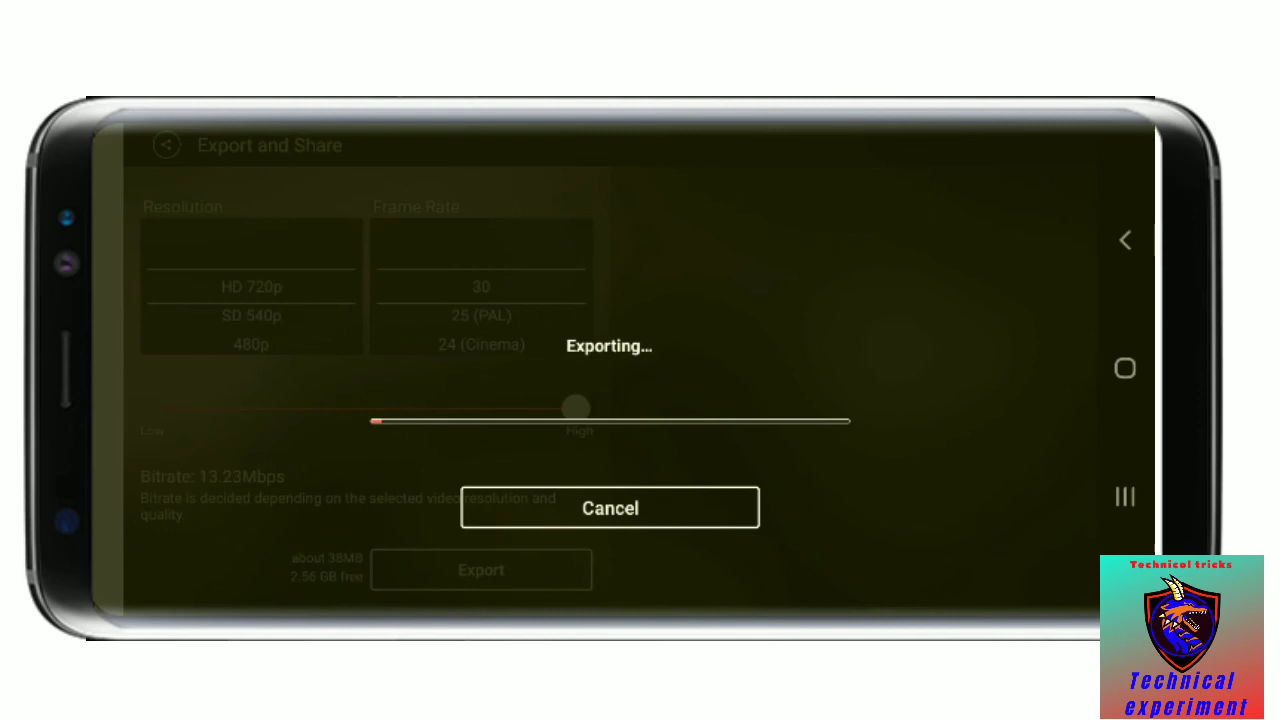 Export and Share
Resolution
Frame Rate
HD 720p
30
SD 540p
25 (PAL)
480p
24 (Cinema)
Exporting...
Low
High
Bitrate: 13.23Mbps
Bitrate is decided depending on the selected video resolution and
quality.
Cancel
about 38MB
2.56 GB free
Export
Technicol tricks
Technical
experiment